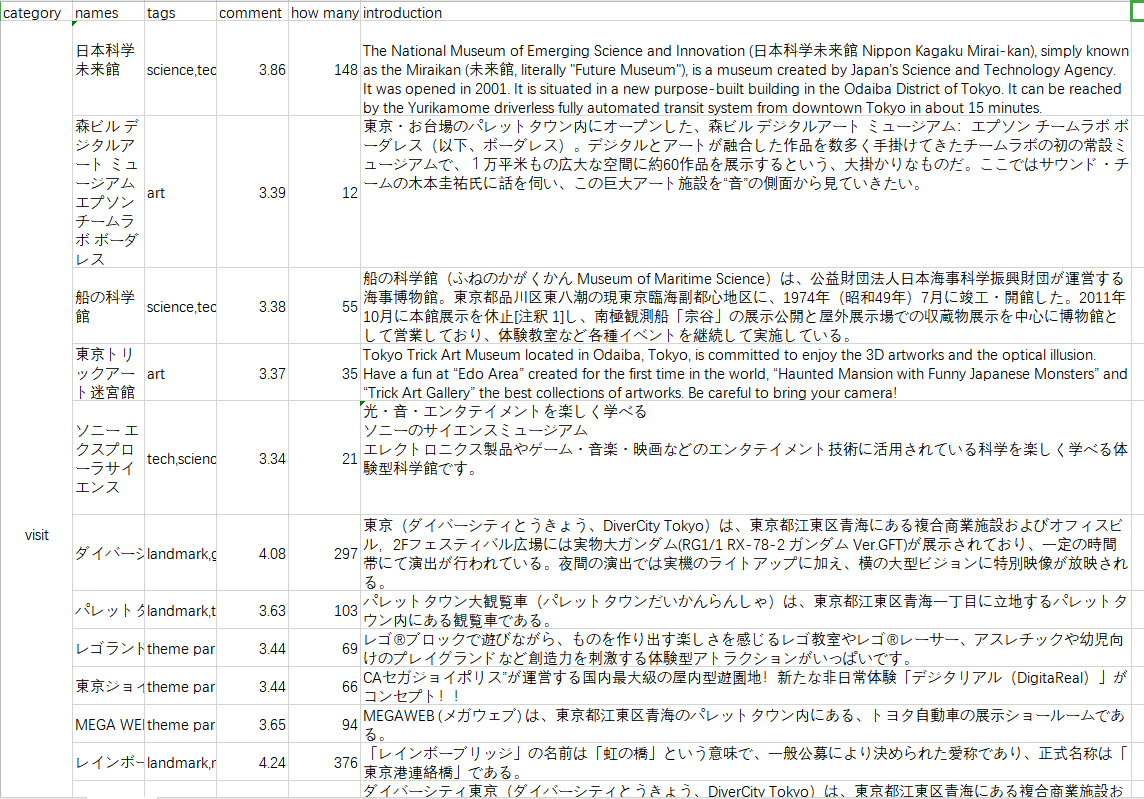 category names tags comment how many introduction
日本科学
未来館
science,tec
3.86
148
The National Museum of Emerging Science and Innovation (日本科学未来館 Nippon Kagaku Mirai-kan), simply known
as the Miraikan (未来館, literally "Future Museum"), is a museum created by Japan's Science and Technology Agency.
It was opened in 2001. It is situated in a new purpose-built building in the Odaiba District of Tokyo. It can be reached
by the Yurikamome driverless fully automated transit system from downtown Tokyo in about 15 minutes.
森ビル デ
ジタルア
ート ミュ
ージアム
エプソン
チームラ
ボ ボーダ
レス
art
3.39
12
東京・お台場のパレットタウン内にオープンした、森ビル デジタルアート ミュージアム：エプソン チームラボ ボ
ーダレス（以下、ボーダレス）。デジタルとアートが融合した作品を数多く手掛けてきたチームラボの初の常設ミ
ュージアムで、１万平米もの広大な空間に約60作品を展示するという、大掛かりなものだ。ここではサウンド・チ
ームの木本圭祐氏に話を伺い、この巨大アート施設を“音”の側面から見ていきたい。
船の科学
館
science,tec
3.38
55
船の科学館（ふねのかがくかん Museum of Maritime Science）は、公益財団法人日本海事科学振興財団が運営する
海事博物館。東京都品川区東八潮の現東京臨海副都心地区に、1974年（昭和49年）7月に竣工・開館した。2011年
10月に本館展示を休止[注釈 1]し、南極観測船「宗谷」の展示公開と屋外展示場での収蔵物展示を中心に博物館と
して営業しており、体験教室など各種イベントを継続して実施している。
東京トリ
ックアー
ト迷宮館
art
3.37
35
Tokyo Trick Art Museum located in Odaiba, Tokyo, is committed to enjoy the 3D artworks and the optical illusion.
Have a fun at “Edo Area” created for the first time in the world, “Haunted Mansion with Funny Japanese Monsters” and
“Trick Art Gallery” the best collections of artworks. Be careful to bring your camera!
ソニー エ
クスプロ
ーラサイ
エンス
tech,scienc
3.34
21
光・音・エンタテイメントを楽しく学べる
ソニーのサイエンスミュージアム
エレクトロニクス製品やゲーム・音楽・映画などのエンタテイメント技術に活用されている科学を楽しく学べる体
験型科学館です。
visit
ダイバーシ
landmark,g
4.08
297
東京（ダイバーシティとうきょう、DiverCity Tokyo）は、東京都江東区青海にある複合商業施設およびオフィスビ
ル，2Fフェスティバル広場には実物大ガンダム(RG1/1 RX-78-2 ガンダム Ver.GFT)が展示されており、一定の時間
帯にて演出が行われている。夜間の演出では実機のライトアップに加え、横の大型ビジョンに特別映像が放映され
る。
パレットタ
landmark,t
3.63
103
パレットタウン大観覧車（パレットタウンだいかんらんしゃ）は、東京都江東区青海一丁目に立地するパレットタ
ウン内にある観覧車である。
レゴランド
theme par
3.44
69
レゴ®ブロックで遊びながら、ものを作り出す楽しさを感じるレゴ教室やレゴ®レーサー、アスレチックや幼児向
けのプレイグランドなど創造力を刺激する体験型アトラクションがいっぱいです。
東京ジョイ
theme par
3.44
66
CAセガジョイポリス”が運営する国内最大級の屋内型遊園地！新たな非日常体験「デジタリアル（DigitaReal）」が
コンセプト！！
MEGA WE
theme par
3.65
94
MEGAWEB (メガウェブ) は、東京都江東区青海のパレットタウン内にある、トヨタ自動車の展示ショールームであ
る。
レインボー
landmark,r
4.24
376
「レインボーブリッジ」の名前は「虹の橋」という意味で、一般公募により決められた愛称であり、正式名称は「
東京港連絡橋」である。
ダイバーシティ東京（ダイバーシティとうきょう、DiverCity Tokyo）は、東京都江東区青海にある複合商業施設お